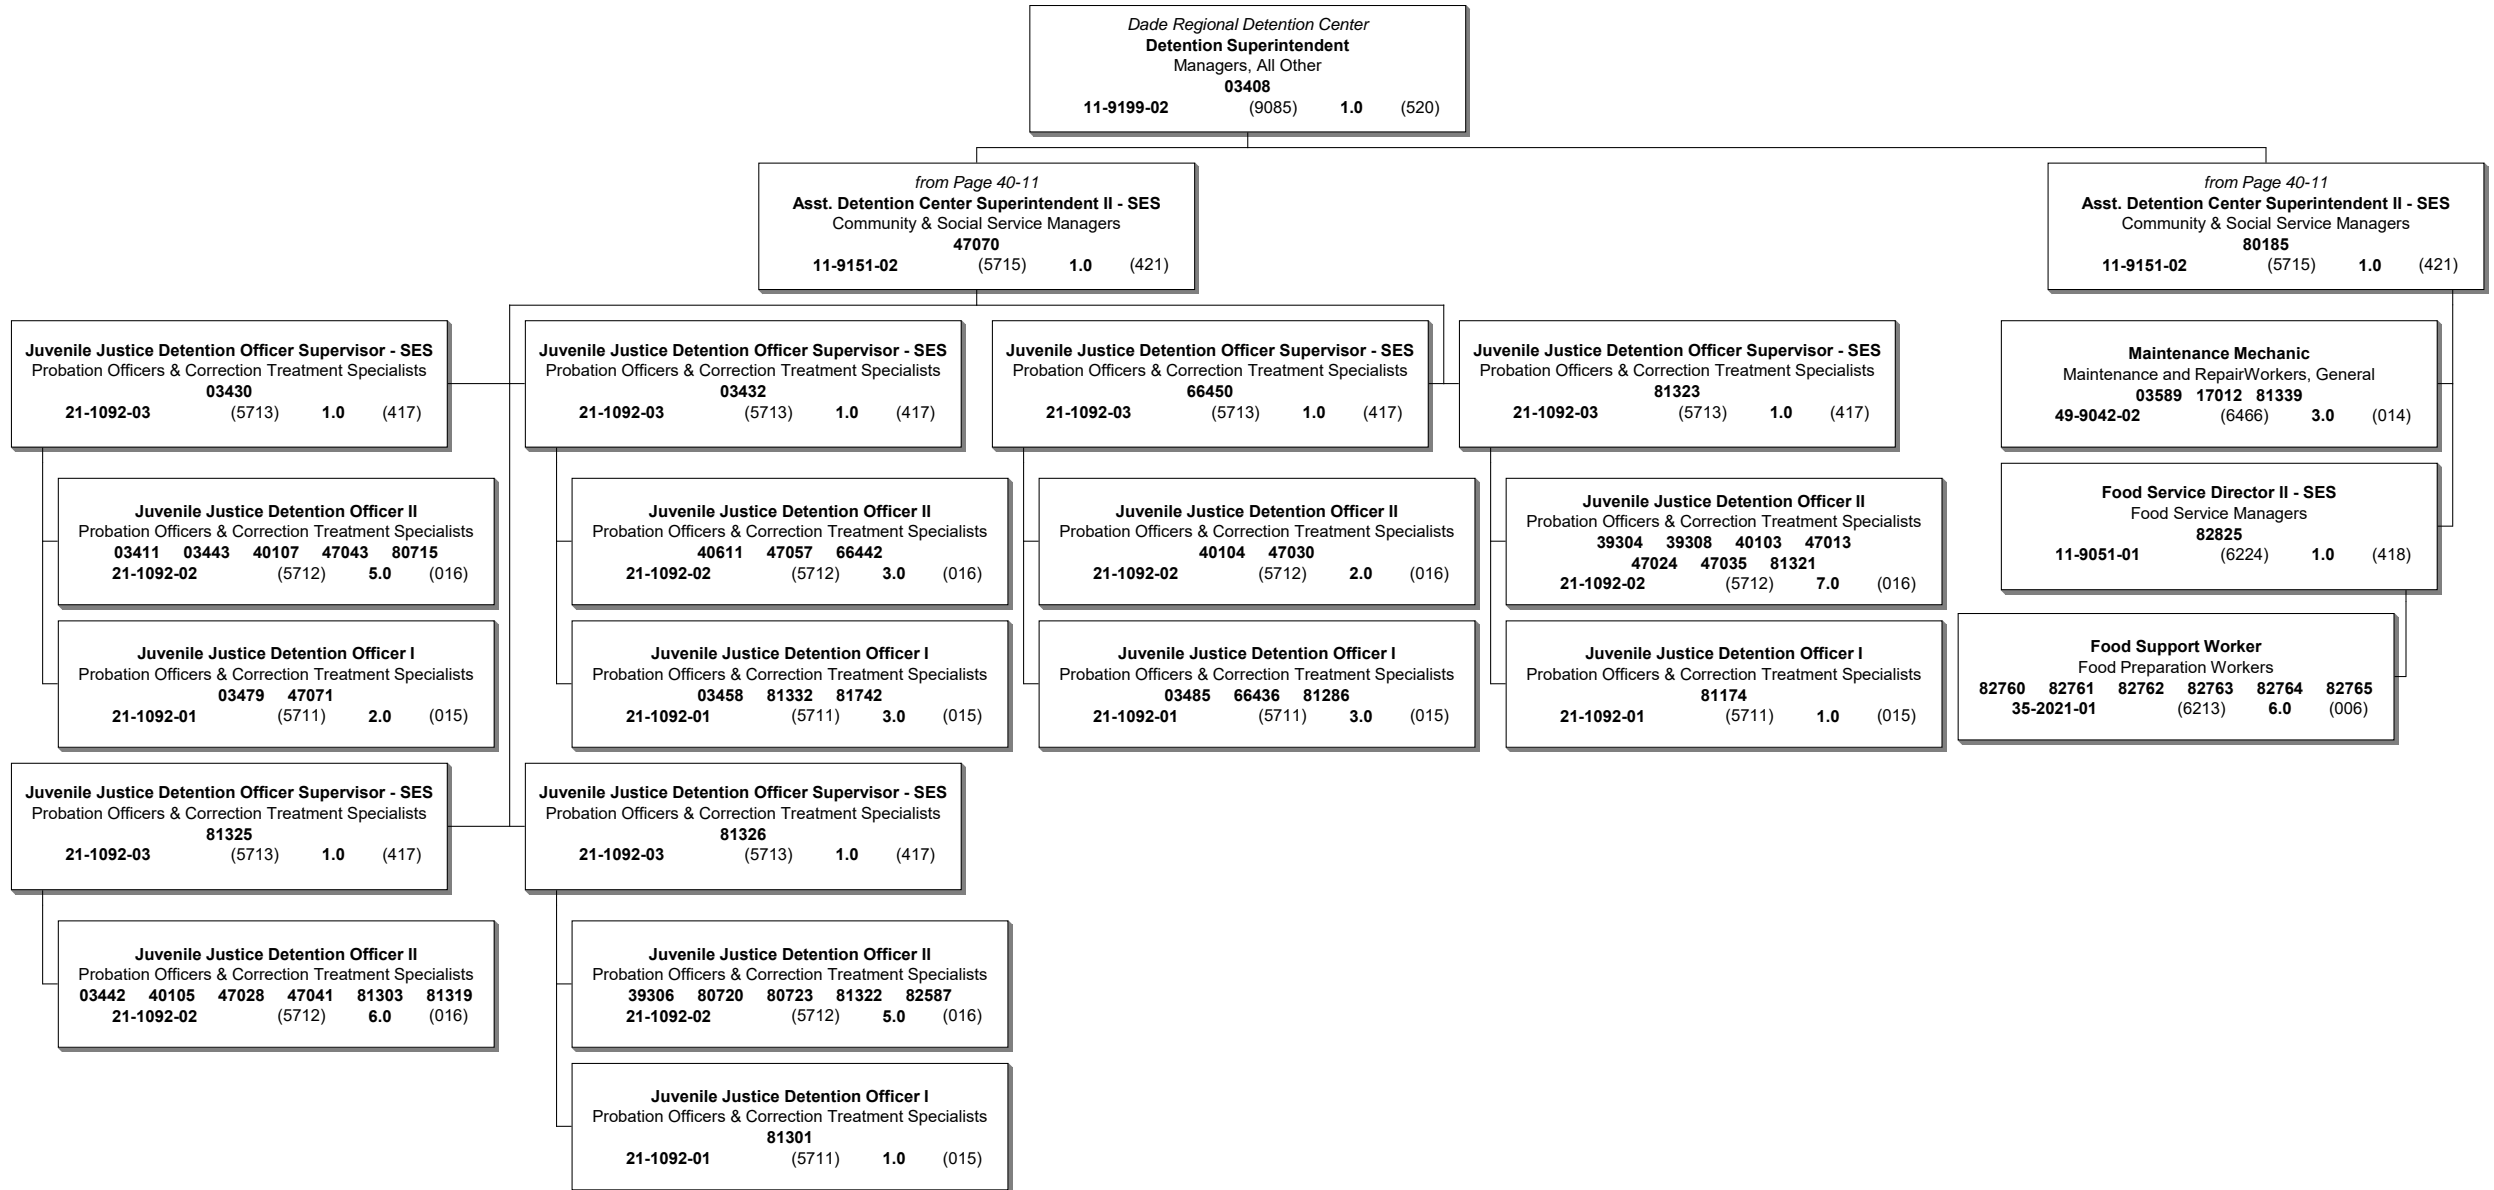 Dade Regional Detention Center
Detention Superintendent
Managers, All Other
03408
11-9199-02 (9085) 1.0 (520)
from Page 40-11
Asst. Detention Center Superintendent II - SES
Community & Social Service Managers
47070
11-9151-02 (5715) 1.0 (421)
from Page 40-11
Asst. Detention Center Superintendent II - SES
Community & Social Service Managers
80185
11-9151-02 (5715) 1.0 (421)
Juvenile Justice Detention Officer Supervisor - SES
Probation Officers & Correction Treatment Specialists
03430
21-1092-03 (5713) 1.0 (417)
Juvenile Justice Detention Officer Supervisor - SES
Probation Officers & Correction Treatment Specialists
03432
21-1092-03 (5713) 1.0 (417)
Juvenile Justice Detention Officer Supervisor - SES
Probation Officers & Correction Treatment Specialists
66450
21-1092-03 (5713) 1.0 (417)
Juvenile Justice Detention Officer Supervisor - SES
Probation Officers & Correction Treatment Specialists
81323
21-1092-03 (5713) 1.0 (417)
Maintenance Mechanic
Maintenance and RepairWorkers, General
03589 17012 81339
49-9042-02 (6466) 3.0 (014)
Juvenile Justice Detention Officer II
Probation Officers & Correction Treatment Specialists
03411 03443 40107 47043 80715
21-1092-02 (5712) 5.0 (016)
Juvenile Justice Detention Officer II
Probation Officers & Correction Treatment Specialists
40611 47057 66442
21-1092-02 (5712) 3.0 (016)
Juvenile Justice Detention Officer II
Probation Officers & Correction Treatment Specialists
40104 47030
21-1092-02 (5712) 2.0 (016)
Juvenile Justice Detention Officer II
Probation Officers & Correction Treatment Specialists
39304 39308 40103 47013
47024 47035 81321
21-1092-02 (5712) 7.0 (016)
Food Service Director II - SES
Food Service Managers
82825
11-9051-01 (6224) 1.0 (418)
Juvenile Justice Detention Officer I
Probation Officers & Correction Treatment Specialists
03479 47071
21-1092-01 (5711) 2.0 (015)
Juvenile Justice Detention Officer I
Probation Officers & Correction Treatment Specialists
03458 81332 81742
21-1092-01 (5711) 3.0 (015)
Juvenile Justice Detention Officer I
Probation Officers & Correction Treatment Specialists
03485 66436 81286
21-1092-01 (5711) 3.0 (015)
Juvenile Justice Detention Officer I
Probation Officers & Correction Treatment Specialists
81174
21-1092-01 (5711) 1.0 (015)
Food Support Worker
Food Preparation Workers
82760 82761 82762 82763 82764 82765
35-2021-01 (6213) 6.0 (006)
Juvenile Justice Detention Officer Supervisor - SES
Probation Officers & Correction Treatment Specialists
81325
21-1092-03 (5713) 1.0 (417)
Juvenile Justice Detention Officer Supervisor - SES
Probation Officers & Correction Treatment Specialists
81326
21-1092-03 (5713) 1.0 (417)
Juvenile Justice Detention Officer II
Probation Officers & Correction Treatment Specialists
03442 40105 47028 47041 81303 81319
21-1092-02 (5712) 6.0 (016)
Juvenile Justice Detention Officer II
Probation Officers & Correction Treatment Specialists
39306 80720 80723 81322 82587
21-1092-02 (5712) 5.0 (016)
Juvenile Justice Detention Officer I
Probation Officers & Correction Treatment Specialists
81301
21-1092-01 (5711) 1.0 (015)